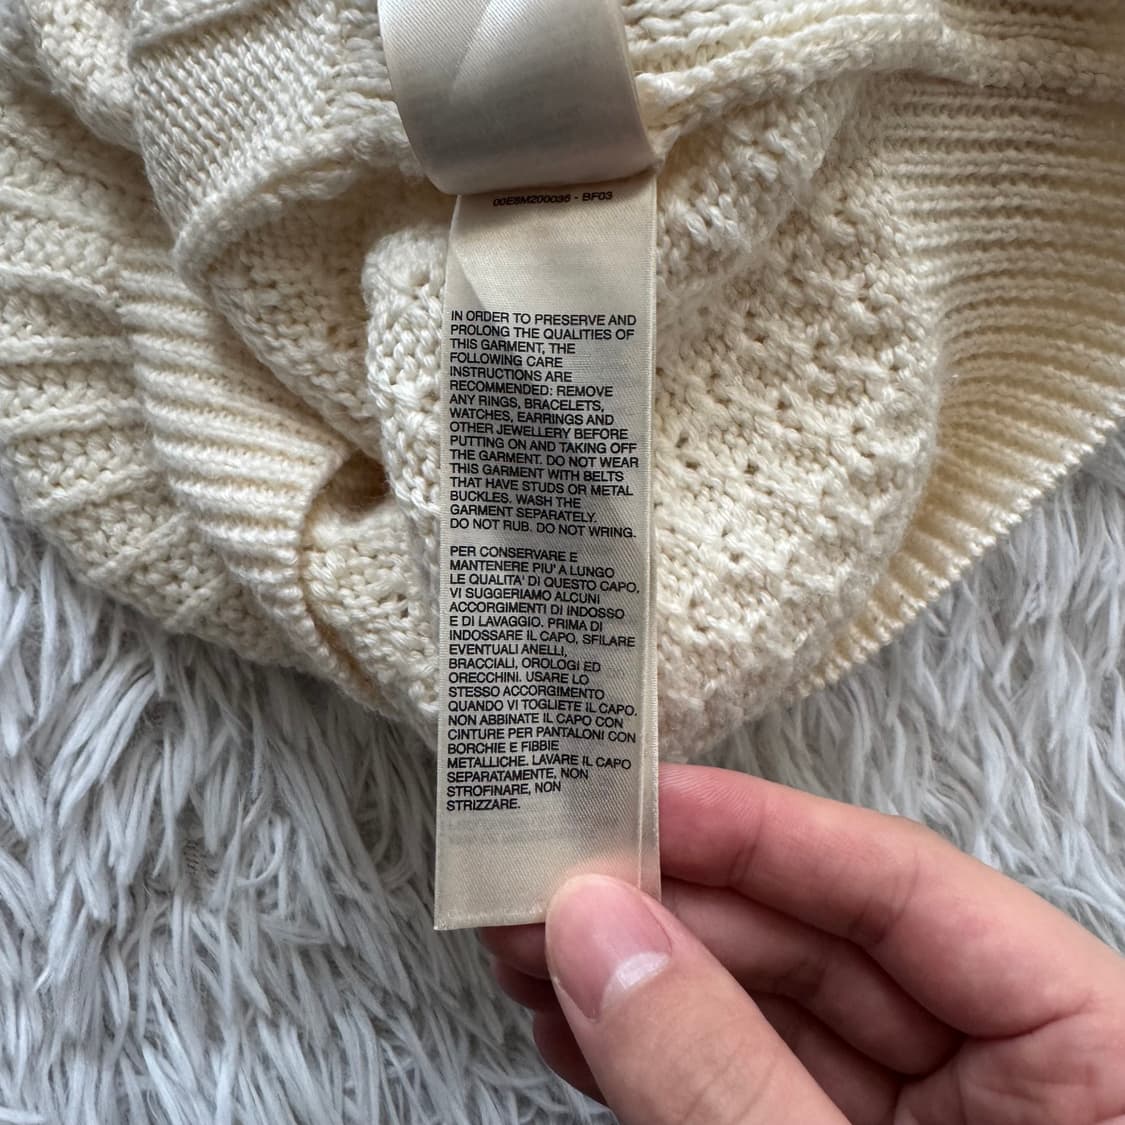 00ESM200036 - BF03
IN ORDER TO PRESERVE AND
PROLONG THE QUALITIES OF
THIS GARMENT, THE
FOLLOWING CARE
INSTRUCTIONS ARE
RECOMMENDED: REMOVE
ANY RINGS, BRACELETS,
WATCHES, EARRINGS AND
OTHER JEWELLERY BEFORE
PUTTING ON AND TAKING OFF
THE GARMENT. DO NOT WEAR
THIS GARMENT WITH BELTS
THAT HAVE STUDS OR METAL
BUCKLES. WASH THE
GARMENT SEPARATELY.
DO NOT RUB. DO NOT WRING.
PER CONSERVARE E
MANTENERE PIU' A LUNGO
LE QUALITA' DI QUESTO CAPO,
VI SUGGERIAMO ALCUNI
ACCORGIMENTI DI INDOSSO
E DI LAVAGGIO. PRIMA DI
INDOSSARE IL CAPO, SFILARE
EVENTUALI ANELLI,
BRACCIALI, OROLOGI ED
ORECCHINI. USARE LO
STESSO ACCORGIMENTO
QUANDO VI TOGLIETE IL CAPO.
NON ABBINATE IL CAPO CON
CINTURE PER PANTALONI CON
BORCHIE E FIBBIE
METALLICHE. LAVARE IL CAPO
SEPARATAMENTE, NON
STROFINARE, NON
STRIZZARE.